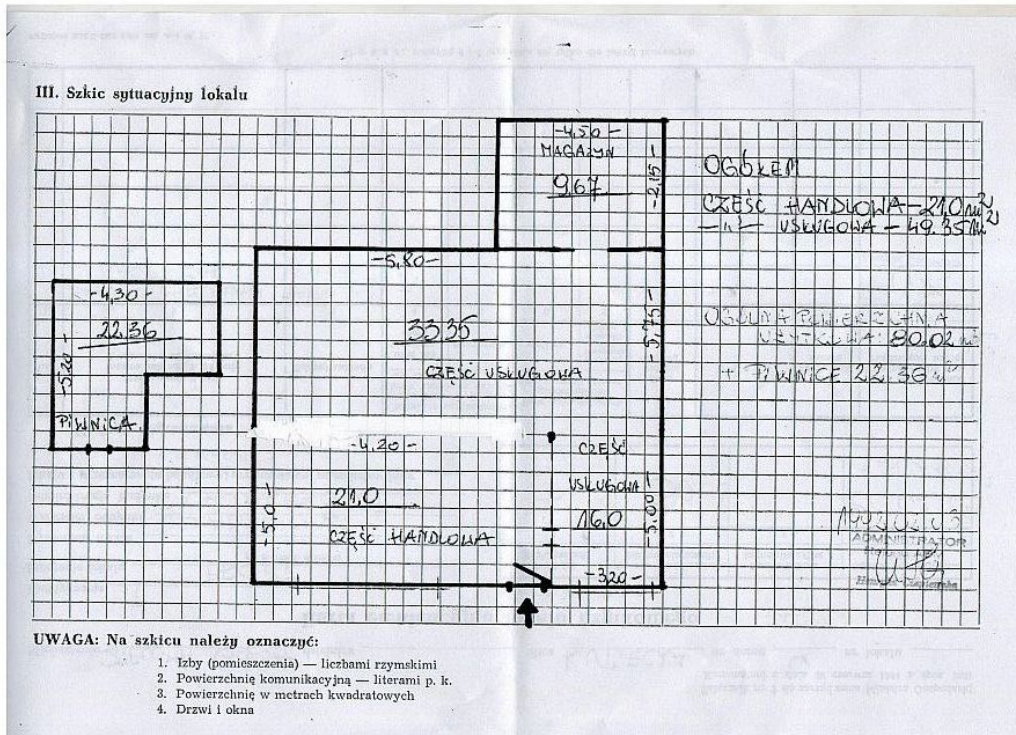 III. Szkic sytuacyjny lokalu
-4,50-
MAGAZYN
9,67
-2,15-
OGÓŁEM
CZĘŚĆ HANDLOWA - 21,0 m²
-„- USŁUGOWA - 49.35 m²
-5,80-
33,35
CZĘŚĆ USŁUGOWA
-5,75-
-4,30-
22,36
-5,20-
PIWNICA
OGÓLNA POWIERZCHNIA
UŻYTKOWA: 80.02 m²
+ PIWNICE 22.36 m²
-4,20-
21,0
CZĘŚĆ HANDLOWA
-5,0-
CZĘŚĆ
USŁUGOWA
16,0
-5,00-
-3,20-
ADMINISTRATOR
UWAGA: Na szkicu należy oznaczyć:
1. Izby (pomieszczenia) — liczbami rzymskimi
2. Powierzchnię komunikacyjną — literami p. k.
3. Powierzchnię w metrach kwadratowych
4. Drzwi i okna